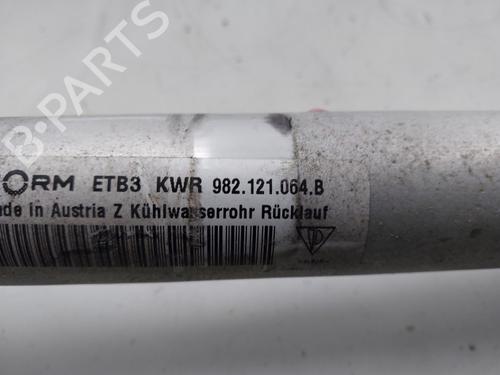 B-PARTS
ORM ETB3 KWR 982.121.064.B
de in Austria Z Kühlwasserrohr Rücklauf